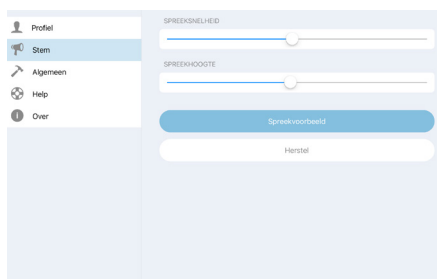 Profiel
Stem
Algemeen
Help
Over
SPREEKSNELHEID
SPREEKHOOGTE
Spreekvoorbeeld
Herstel